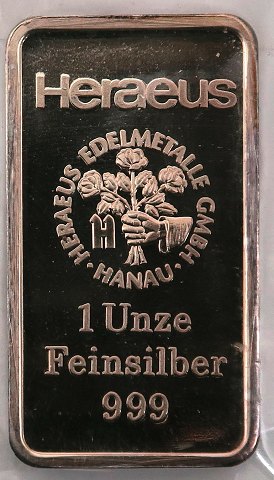 Heraeus
HERAEUS EDELMETALLE GMBH
· HANAU ·
1 Unze
Feinsilber
999